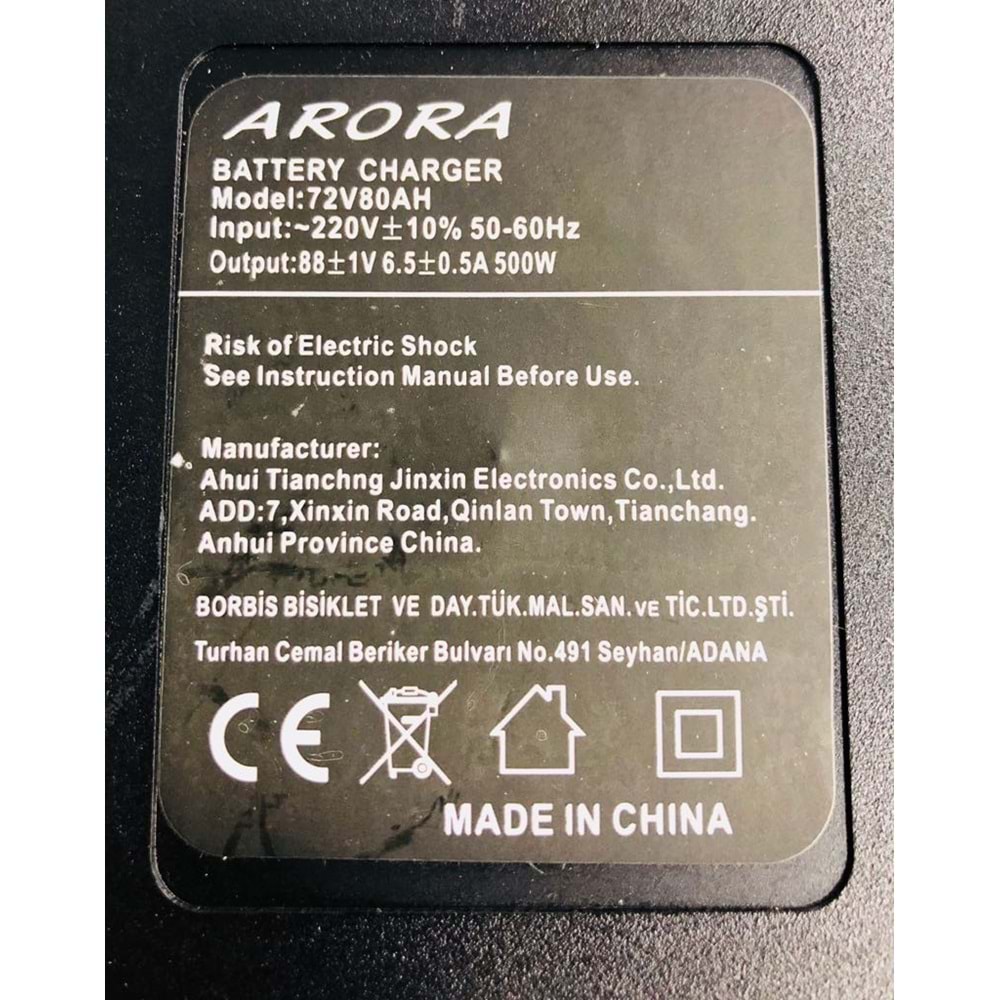 ARORA
BATTERY CHARGER
Model:72V80AH
Input:~220V±10% 50-60Hz
Output:88±1V 6.5±0.5A 500W
Risk of Electric Shock
See Instruction Manual Before Use.
Manufacturer:
Ahui Tianchng Jinxin Electronics Co.,Ltd.
ADD:7,Xinxin Road,Qinlan Town,Tianchang.
Anhui Province China.
BORBİS BİSİKLET VE DAY.TÜK.MAL.SAN.VE TİC.LTD.ŞTİ.
Turhan Cemal Beriker Bulvarı No.491 Seyhan/ADANA
CE
MADE IN CHINA